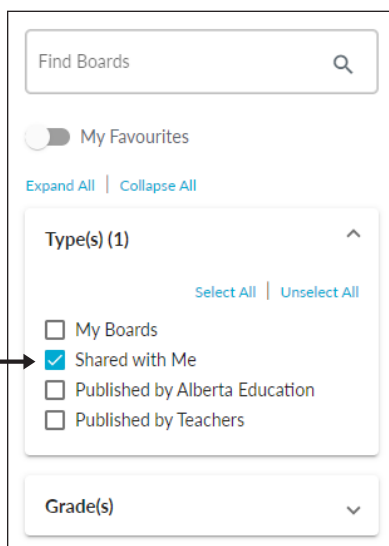 Find Boards
My Favourites
Expand All | Collapse All
Type(s) (1)
Select All | Unselect All
My Boards
Shared with Me
Published by Alberta Education
Published by Teachers
Grade(s)